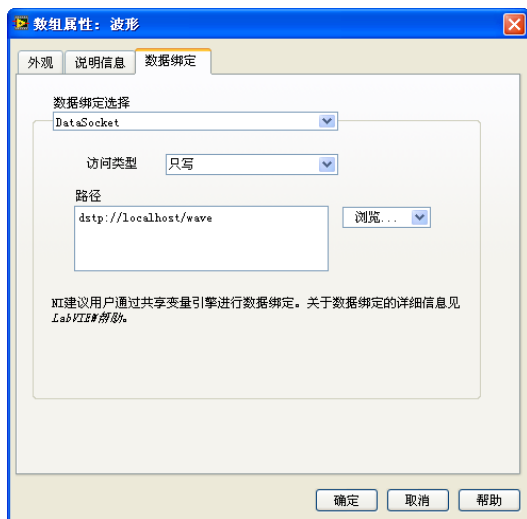 数组属性：波形
外观 说明信息 数据绑定
数据绑定选择
DataSocket
访问类型 只写
路径
dstp://localhost/wave
浏览...
NI建议用户通过共享变量引擎进行数据绑定。关于数据绑定的详细信息见
LabVIEW帮助。
确定 取消 帮助